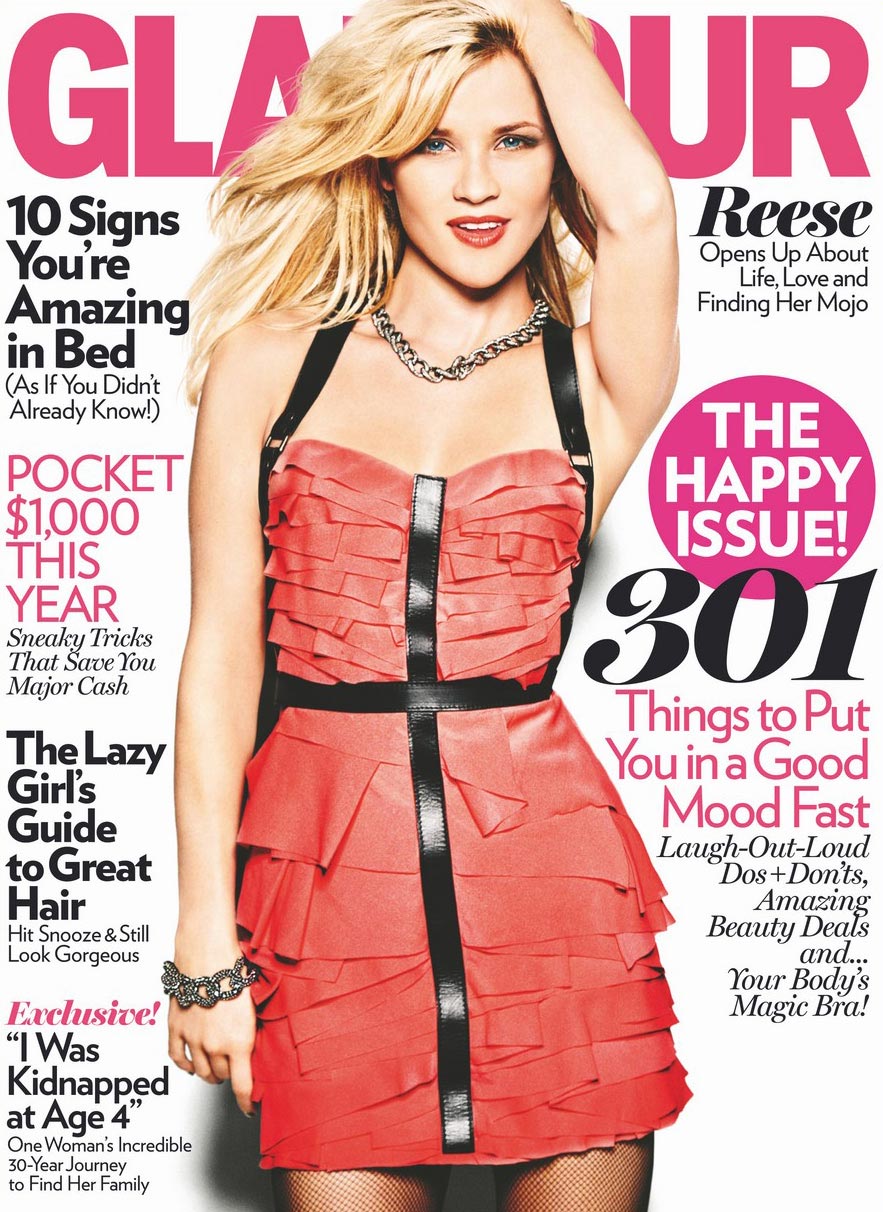 GLAMOUR
10 Signs
You're
Amazing
in Bed
(As If You Didn't
Already Know!)
POCKET
$1,000
THIS
YEAR
Sneaky Tricks
That Save You
Major Cash
The Lazy
Girl's
Guide
to Great
Hair
Hit Snooze & Still
Look Gorgeous
Exclusive!
“I Was
Kidnapped
at Age 4”
One Woman's Incredible
30-Year Journey
to Find Her Family
Reese
Opens Up About
Life, Love and
Finding Her Mojo
THE
HAPPY
ISSUE!
301
Things to Put
You in a Good
Mood Fast
Laugh-Out-Loud
Dos + Don'ts,
Amazing
Beauty Deals
and...
Your Body's
Magic Bra!